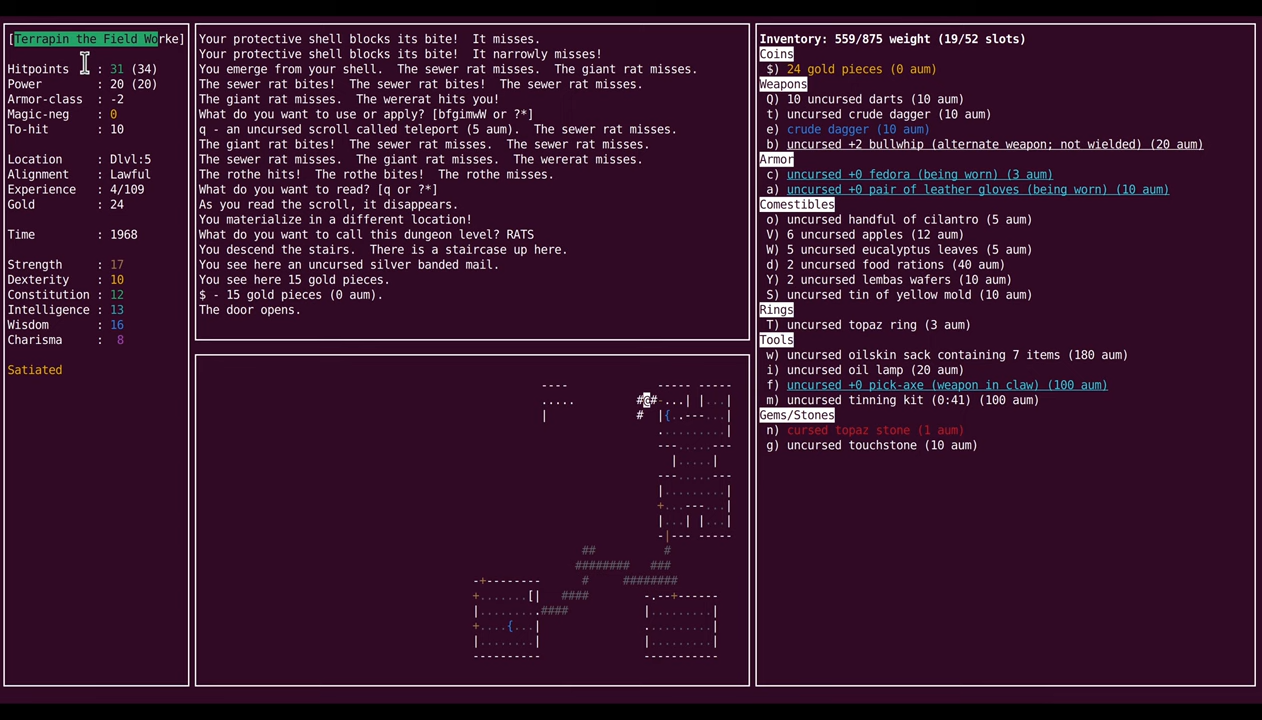 [Terrapin the Field Worke]
Hitpoints : 31 (34)
Power : 20 (20)
Armor-class : -2
Magic-neg : 0
To-hit : 10
Location : Dlvl:5
Alignment : Lawful
Experience : 4/109
Gold : 24
Time : 1968
Strength : 17
Dexterity : 10
Constitution : 12
Intelligence : 13
Wisdom : 16
Charisma : 8
Satiated
Your protective shell blocks its bite!  It misses.
Your protective shell blocks its bite!  It narrowly misses!
You emerge from your shell.  The sewer rat misses.  The giant rat misses.
The sewer rat bites!  The sewer rat bites!  The sewer rat misses.
The giant rat misses.  The wererat hits you!
What do you want to use or apply? [bfgimwW or ?*]
q - an uncursed scroll called teleport (5 aum).  The sewer rat misses.
The giant rat bites!  The sewer rat misses.  The sewer rat misses.
The sewer rat misses.  The giant rat misses.  The wererat misses.
The rothe hits!  The rothe bites!  The rothe misses.
What do you want to read? [q or ?*]
As you read the scroll, it disappears.
You materialize in a different location!
What do you want to call this dungeon level? RATS
You descend the stairs.  There is a staircase up here.
You see here an uncursed silver banded mail.
You see here 15 gold pieces.
$ - 15 gold pieces (0 aum).
The door opens.
Inventory: 559/875 weight (19/52 slots)
Coins
$) 24 gold pieces (0 aum)
Weapons
Q) 10 uncursed darts (10 aum)
t) uncursed crude dagger (10 aum)
e) crude dagger (10 aum)
b) uncursed +2 bullwhip (alternate weapon; not wielded) (20 aum)
Armor
c) uncursed +0 fedora (being worn) (3 aum)
a) uncursed +0 pair of leather gloves (being worn) (10 aum)
Comestibles
o) uncursed handful of cilantro (5 aum)
V) 6 uncursed apples (12 aum)
W) 5 uncursed eucalyptus leaves (5 aum)
d) 2 uncursed food rations (40 aum)
Y) 2 uncursed lembas wafers (10 aum)
S) uncursed tin of yellow mold (10 aum)
Rings
T) uncursed topaz ring (3 aum)
Tools
w) uncursed oilskin sack containing 7 items (180 aum)
i) uncursed oil lamp (20 aum)
f) uncursed +0 pick-axe (weapon in claw) (100 aum)
m) uncursed tinning kit (0:41) (100 aum)
Gems/Stones
n) cursed topaz stone (1 aum)
g) uncursed touchstone (10 aum)